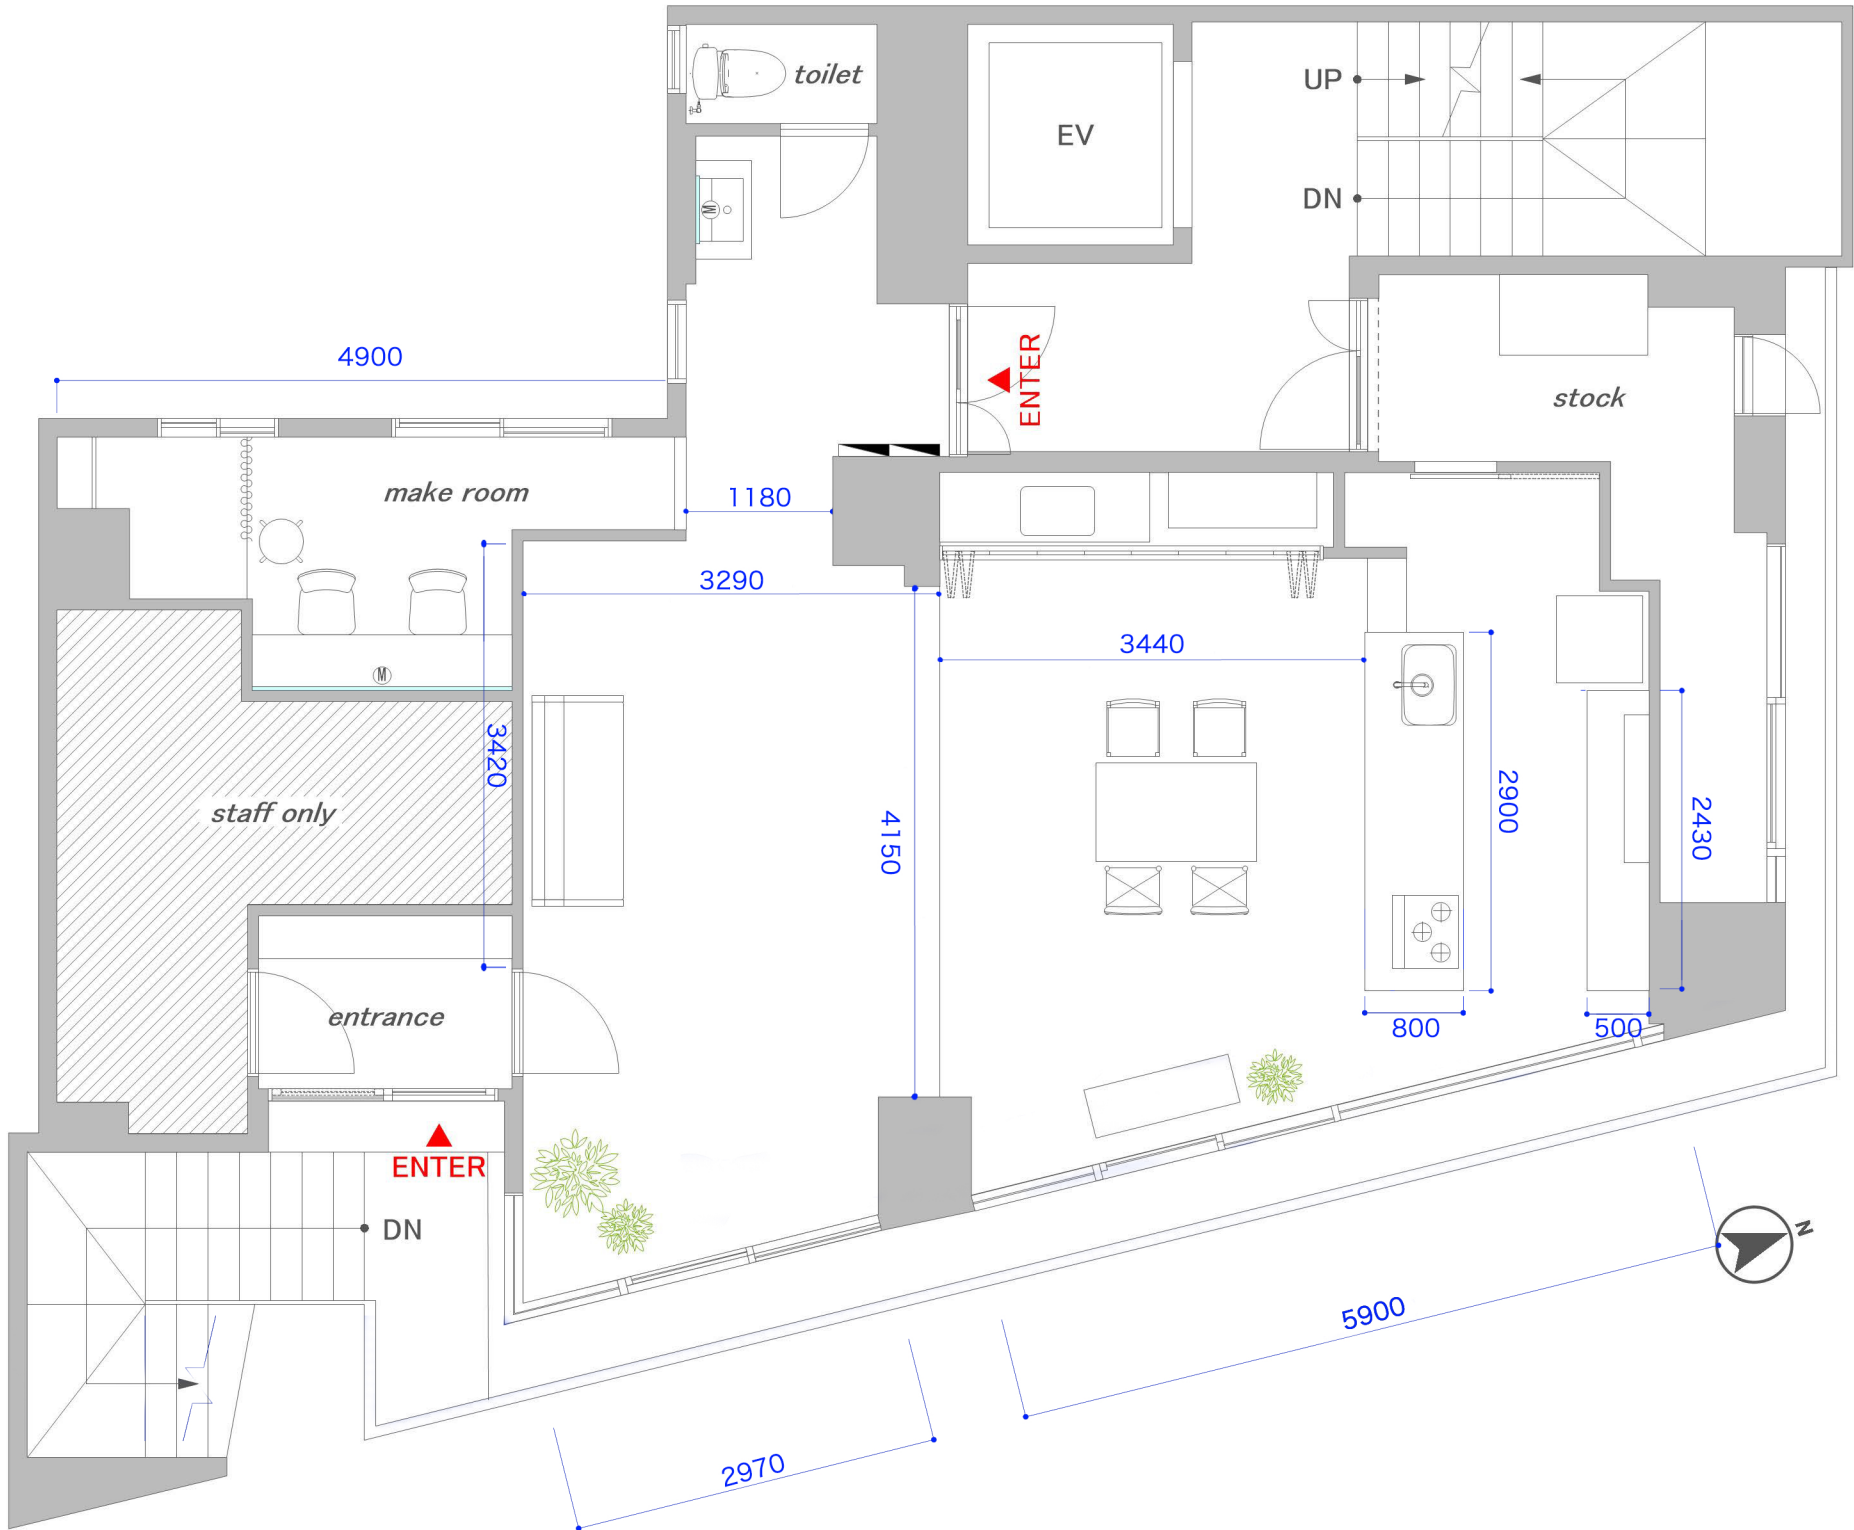 toilet
UP
EV
DN
4900
ENTER
stock
make room
1180
3290
3440
M
M
3420
2900
staff only
4150
2430
entrance
800
500
ENTER
DN
N
5900
2970